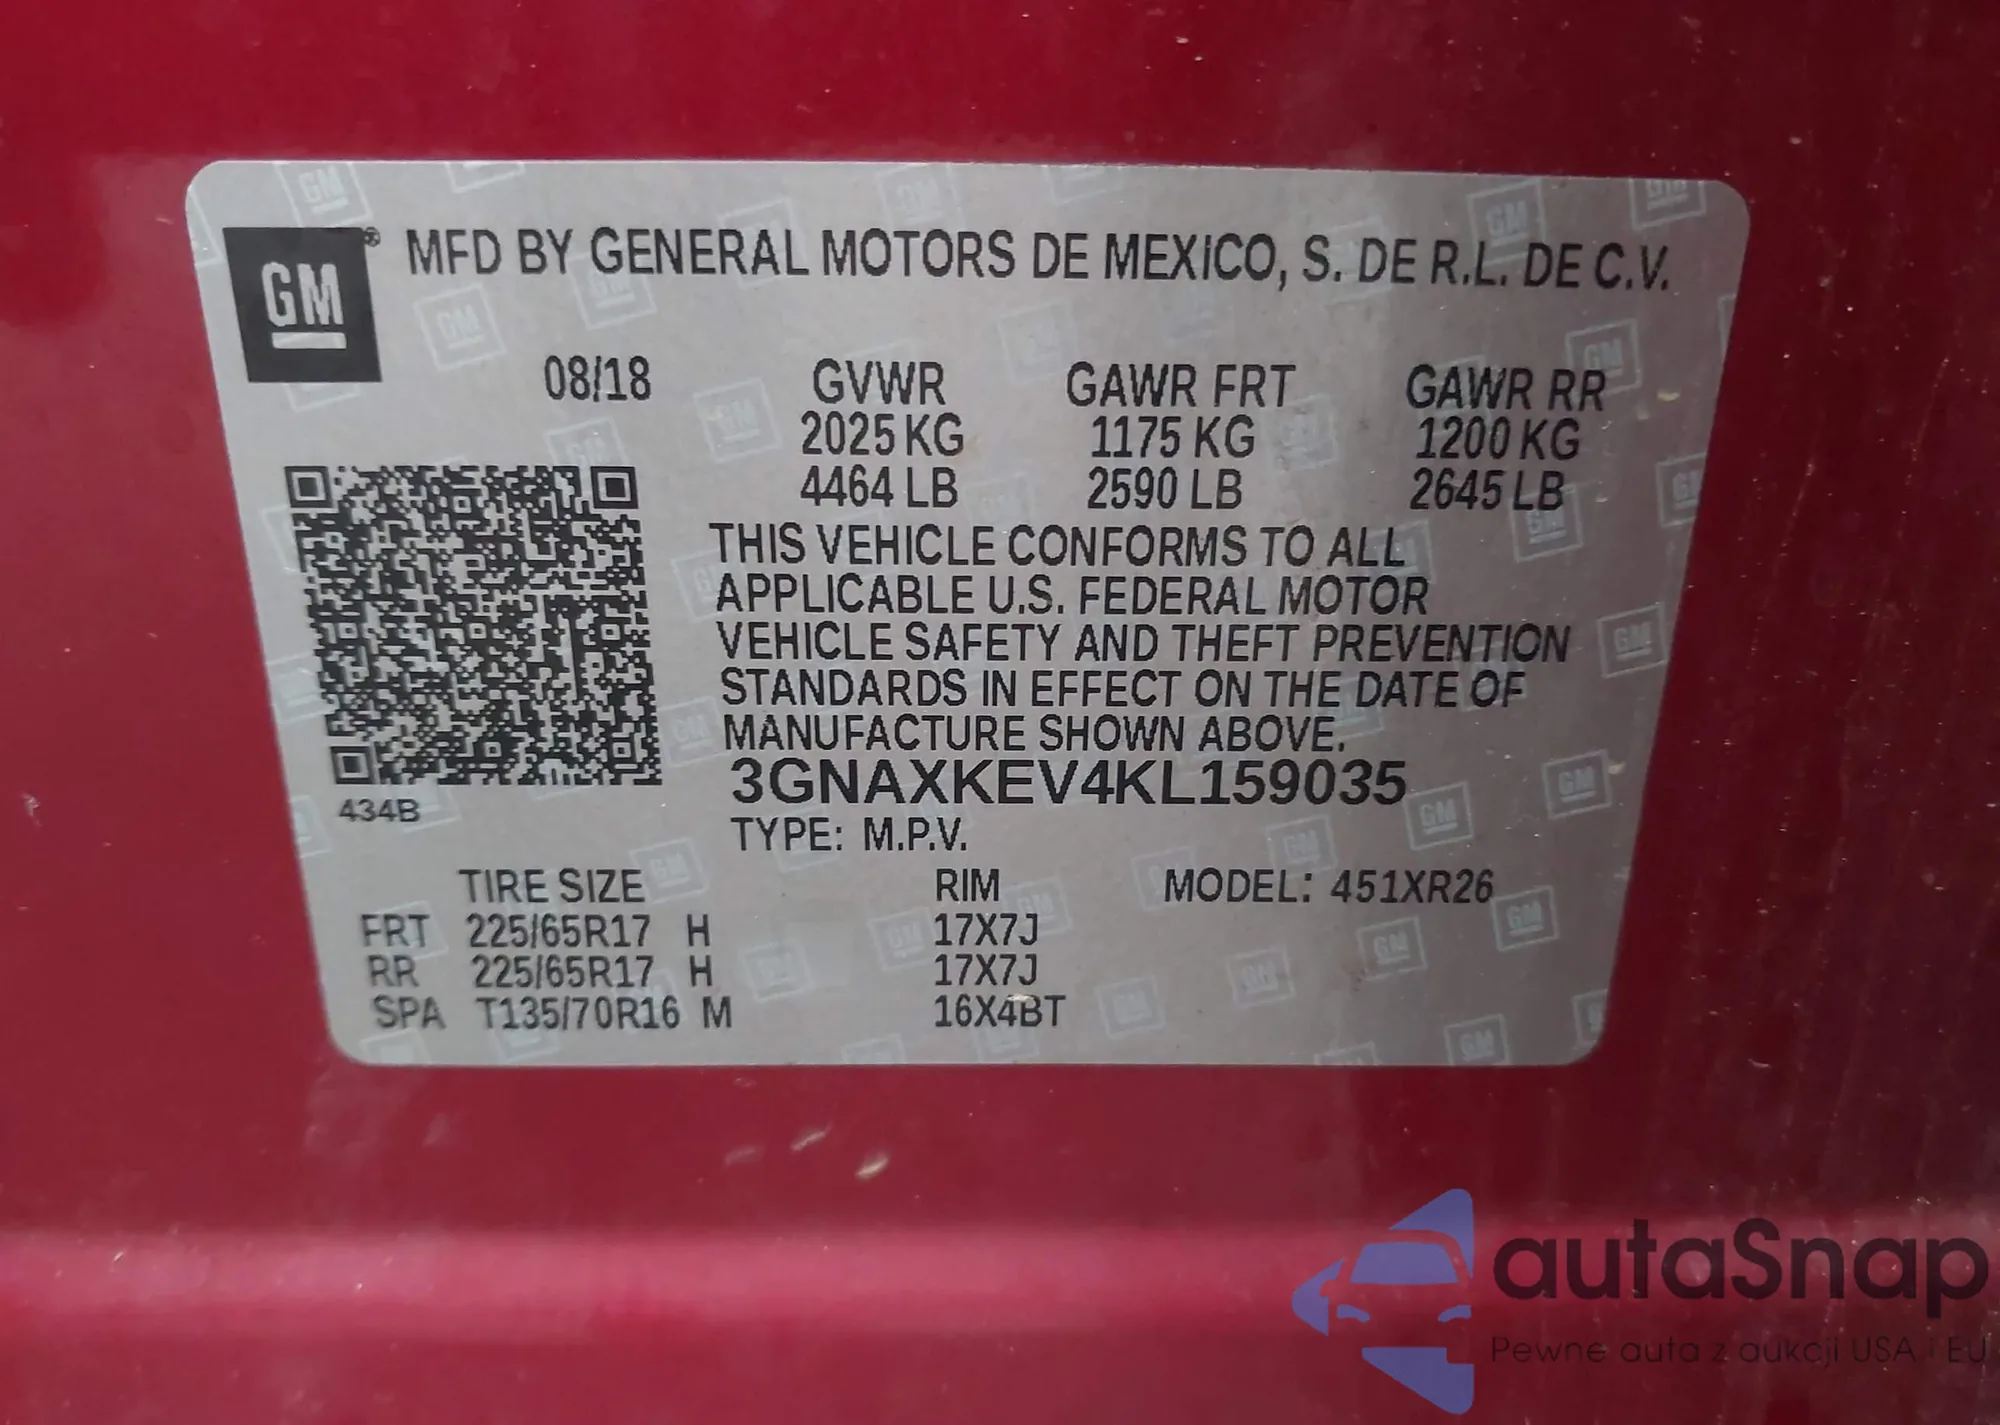 GM® MFD BY GENERAL MOTORS DE MEXICO, S. DE R.L. DE C.V.
08/18 GVWR GAWR FRT GAWR RR
2025 KG 1175 KG 1200 KG
4464 LB 2590 LB 2645 LB
THIS VEHICLE CONFORMS TO ALL
APPLICABLE U.S. FEDERAL MOTOR
VEHICLE SAFETY AND THEFT PREVENTION
STANDARDS IN EFFECT ON THE DATE OF
MANUFACTURE SHOWN ABOVE.
3GNAXKEV4KL159035
434B
TYPE: M.P.V.
TIRE SIZE RIM MODEL: 451XR26
FRT 225/65R17 H 17X7J
RR 225/65R17 H 17X7J
SPA T135/70R16 M 16X4BT
autaSnap
Pewne auta z aukcji USA i EU